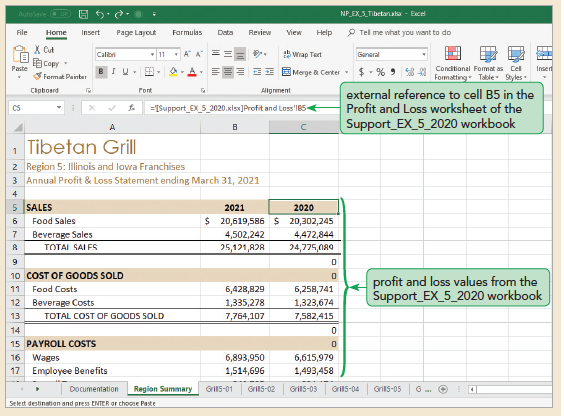 AutoSave Off NP_EX_5_Tibetan.xlsx - Excel
File Home Insert Page Layout Formulas Data Review View Help Tell me what you want to do
Paste Cut Copy Format Painter
Calibri 11 A A
B I U
Wrap Text
Merge & Center
General
$ % 9
Conditional Formatting Format as Table Cell Styles Insert
Clipboard Font Alignment Styles
C5 fx ='[Support_EX_5_2020.xlsx]Profit and Loss'!B5
external reference to cell B5 in the
Profit and Loss worksheet of the
Support_EX_5_2020 workbook
A B C D E F G H I
1 Tibetan Grill
2 Region 5: Illinois and Iowa Franchises
3 Annual Profit & Loss Statement ending March 31, 2021
4
5 SALES 2021 2020
6 Food Sales $ 20,619,586 $ 20,302,245
7 Beverage Sales 4,502,242 4,472,844
8 TOTAL SALES 25,121,828 24,775,089
9 0
10 COST OF GOODS SOLD 0
11 Food Costs 6,428,829 6,258,741
12 Beverage Costs 1,335,278 1,323,674
13 TOTAL COST OF GOODS SOLD 7,764,107 7,582,415
14 0
15 PAYROLL COSTS 0
16 Wages 6,893,950 6,615,979
17 Employee Benefits 1,514,696 1,493,458
profit and loss values from the
Support_EX_5_2020 workbook
Documentation Region Summary Grill5-01 Grill5-02 Grill5-03 Grill5-04 Grill5-05 G ...
Select destination and press ENTER or choose Paste